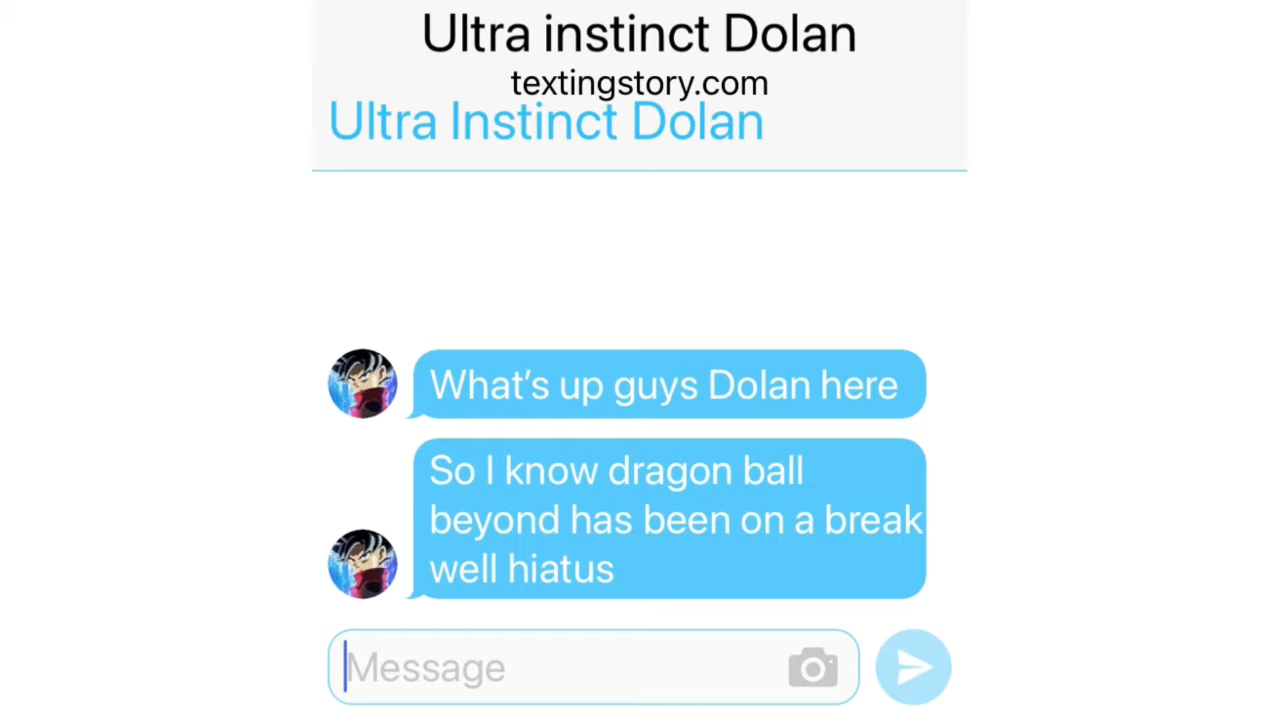 Ultra instinct Dolan
textingstory.com
Ultra Instinct Dolan
What's up guys Dolan here
So I know dragon ball
beyond has been on a break
well hiatus
Message